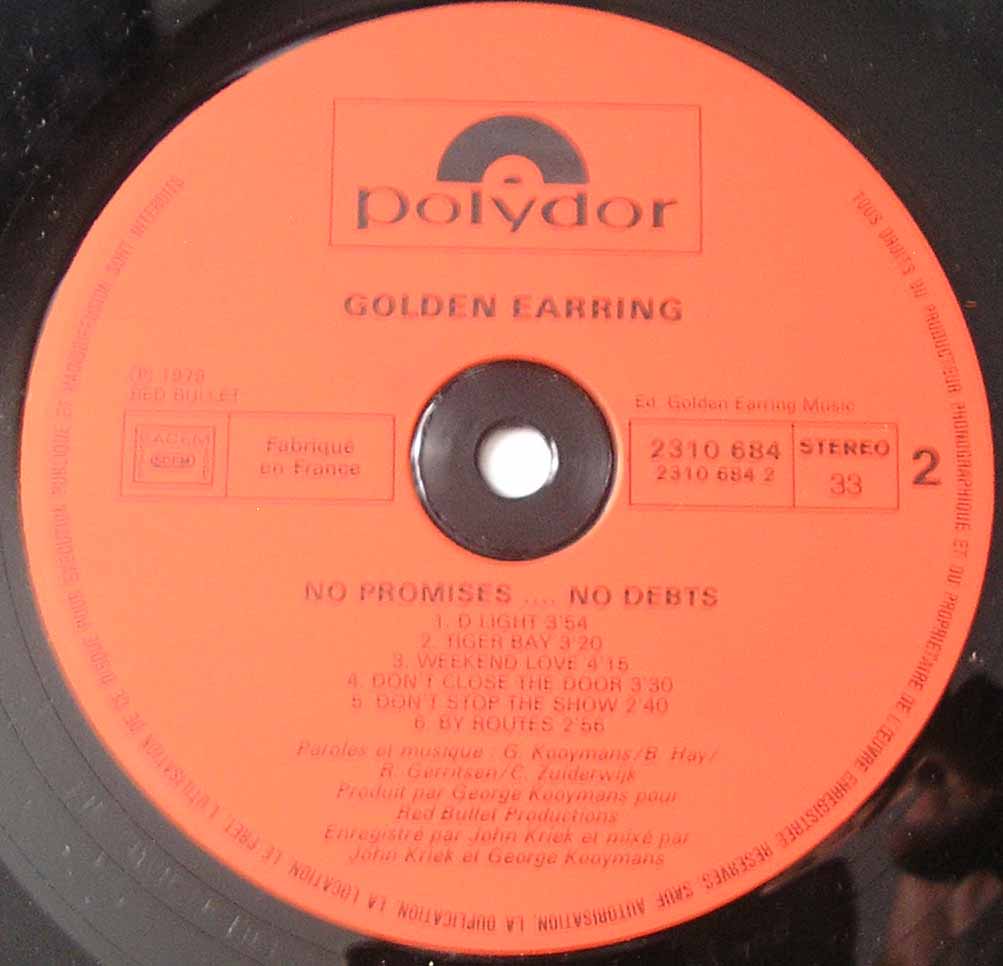 polydor
GOLDEN EARRING
℗ 1979
RED BULLET
SACEM
SDRM
Fabriqué
en France
Ed. Golden Earring Music
2310 684
2310 684 2
STEREO
33
2
NO PROMISES .... NO DEBTS
1. D LIGHT 3'54
2. TIGER BAY 3'20
3. WEEKEND LOVE 4'15
4. DON'T CLOSE THE DOOR 3'30
5. DON'T STOP THE SHOW 2'40
6. BY ROUTES 2'56
Paroles et musique : G. Kooymans/B. Hay/
R. Gerritsen/C. Zuiderwijk
Produit par George Kooymans pour
Red Bullet Productions
Enregistré par John Kriek et mixé par
John Kriek et George Kooymans
TOUS DROITS DU PRODUCTEUR PHONOGRAPHIQUE ET DU PROPRIETAIRE DE L'ŒUVRE ENREGISTREE RESERVES. SAUF AUTORISATION, LA DUPLICATION, LA LOCATION, LE PRET, L'UTILISATION DE CE DISQUE POUR EXECUTION PUBLIQUE ET RADIODIFFUSION SONT INTERDITES